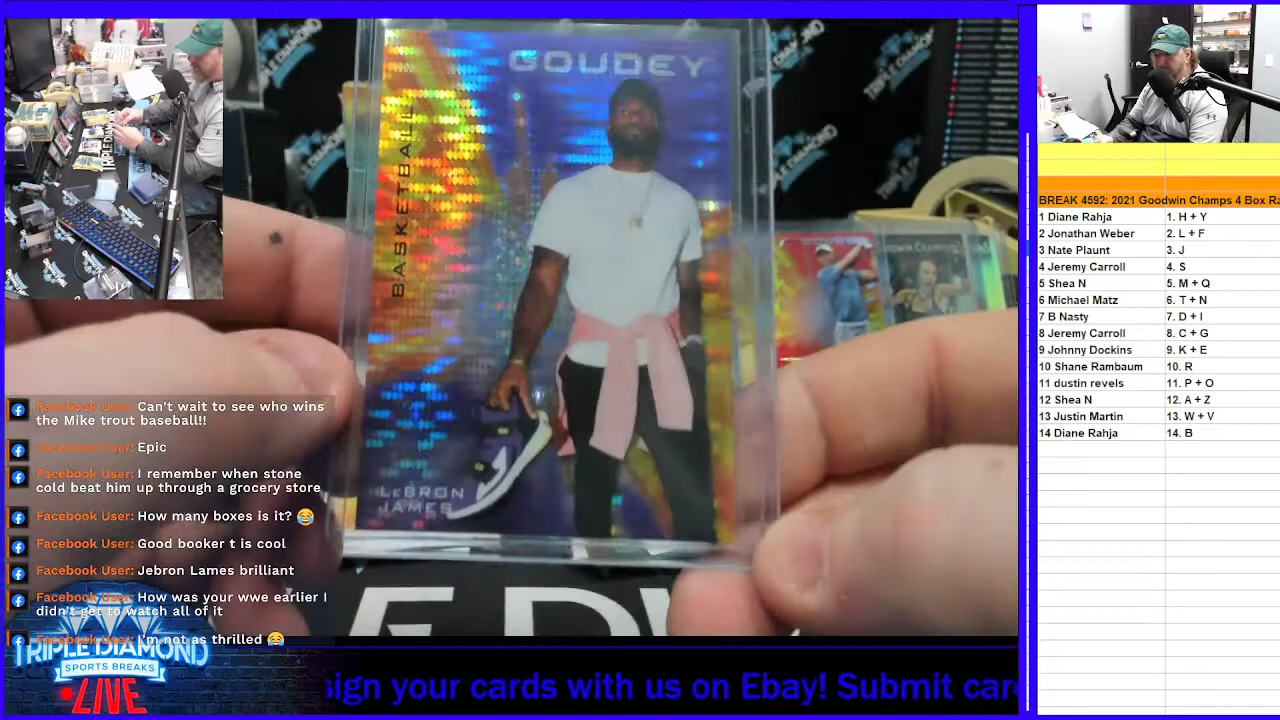 GOUDEY
BASKETBALL
LEBRON
JAMES
Facebook User: Can't wait to see who wins
the Mike trout baseball!!
Facebook User: Epic
Facebook User: I remember when stone
cold beat him up through a grocery store
Facebook User: How many boxes is it? 😂
Facebook User: Good booker t is cool
Facebook User: Jebron Lames brilliant
Facebook User: How was your wwe earlier I
didn't get to watch all of it
Facebook User: I'm not as thrilled 😂
TRIPLE DIAMOND
SPORTS BREAKS
LIVE
sign your cards with us on Ebay! Submit car
BREAK 4592: 2021 Goodwin Champs 4 Box Ra
1 Diane Rahja 1. H + Y
2 Jonathan Weber 2. L + F
3 Nate Plaunt 3. J
4 Jeremy Carroll 4. S
5 Shea N 5. M + Q
6 Michael Matz 6. T + N
7 B Nasty 7. D + I
8 Jeremy Carroll 8. C + G
9 Johnny Dockins 9. K + E
10 Shane Rambaum 10. R
11 dustin revels 11. P + O
12 Shea N 12. A + Z
13 Justin Martin 13. W + V
14 Diane Rahja 14. B